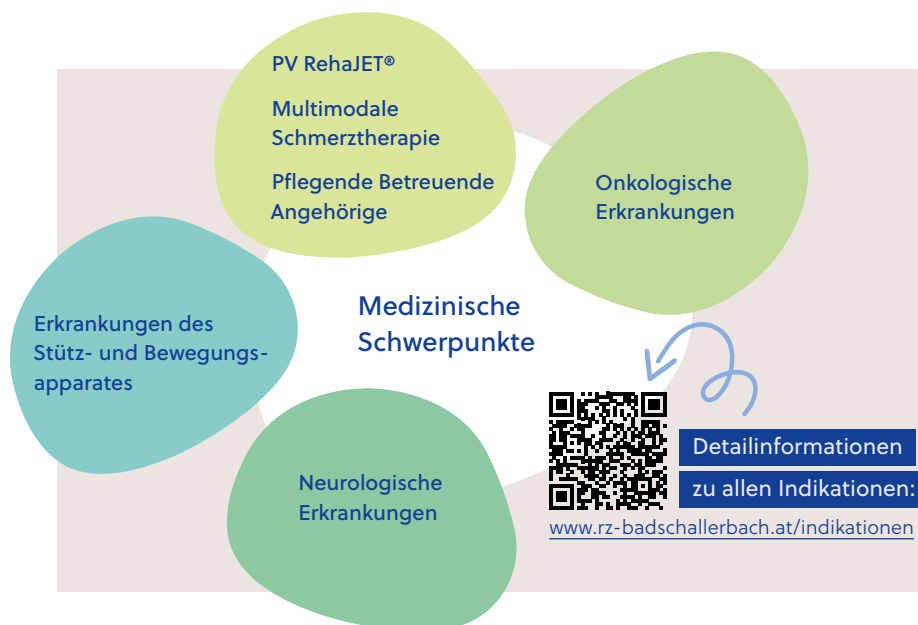 PV RehaJET®
Multimodale
Schmerztherapie
Pflegende Betreuende
Angehörige
Onkologische
Erkrankungen
Medizinische
Schwerpunkte
Erkrankungen des
Stütz- und Bewegungs-
apparates
Neurologische
Erkrankungen
Detailinformationen
zu allen Indikationen:
www.rz-badschallerbach.at/indikationen